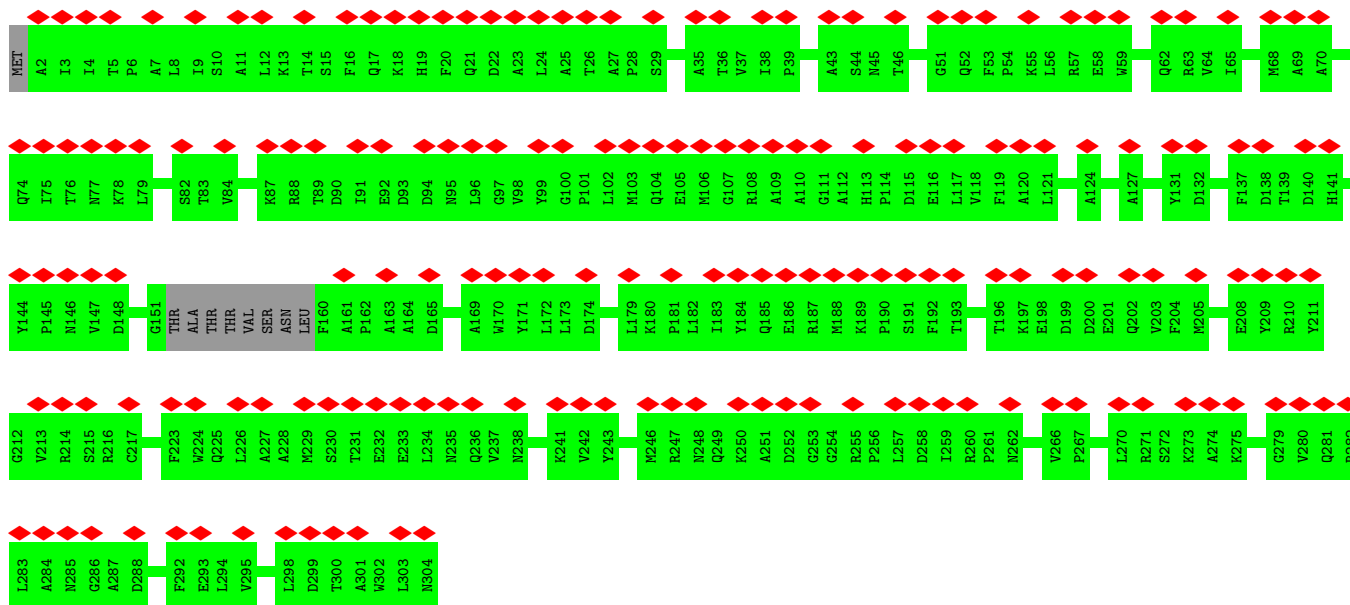 MET A2 I3 I4 T5 P6 A7 L8 I9 S10 A11 L12 K13 T14 S15 F16 Q17 K18 H19 F20 Q21 D22 A23 L24 A25 T26 A27 P28 S29 A35 T36 V37 I38 P39 A43 S44 N45 T46 G51 Q52 F53 P54 K55 L56 R57 E58 W59 Q62 R63 V64 I65 M68 A69 A70
Q74 I75 T76 N77 K78 L79 S82 T83 V84 K87 R88 T89 D90 I91 E92 D93 D94 N95 L96 G97 V98 Y99 G100 P101 L102 M103 Q104 E105 M106 G107 R108 A109 A110 G111 A112 H113 P114 D115 E116 L117 V118 F119 A120 L121 A124 A127 Y131 D132 F137 D138 T139 D140 H141
Y144 P145 N146 V147 D148 G151 THR ALA THR THR VAL SER ASN LEU F160 A161 P162 A163 A164 D165 A169 W170 Y171 L172 L173 D174 L179 K180 P181 L182 I183 Y184 Q185 E186 R187 M188 K189 P190 S191 F192 T193 T196 K197 E198 D199 D200 E201 Q202 V203 F204 M205 E208 Y209 R210 Y211
G212 V213 R214 S215 R216 C217 F223 W224 Q225 L226 A227 A228 M229 S230 T231 E232 E233 L234 N235 Q236 V237 N238 K241 V242 Y243 M246 R247 N248 Q249 K250 A251 D252 G253 G254 R255 P256 L257 D258 I259 R260 P261 N262 V266 P267 L270 R271 S272 K273 A274 K275 G279 V280 Q281
L283 A284 N285 G286 A287 D288 F292 E293 L294 V295 L298 D299 T300 A301 W302 L303 N304